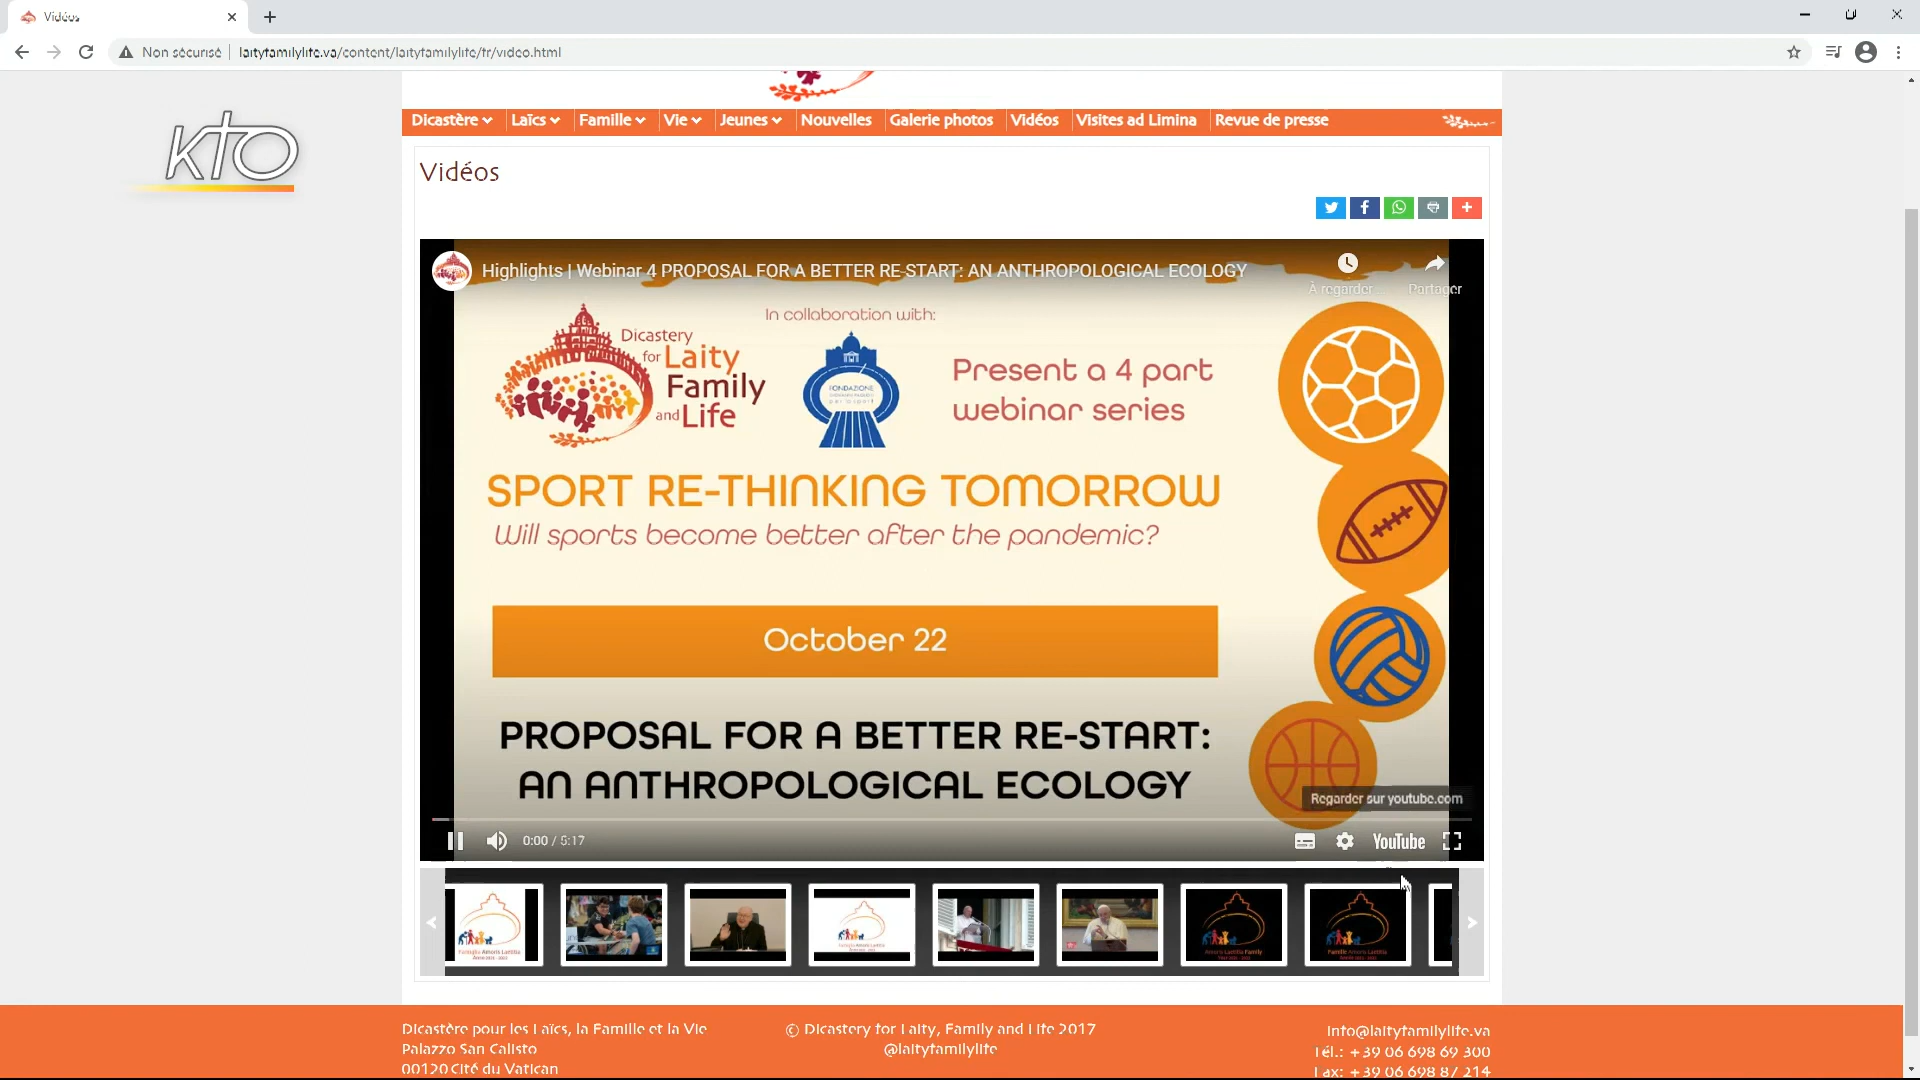 Vidéos
Non sécurisé
laityfamilylife.va/content/laityfamilylife/fr/video.html
kto
Dicastère Laïcs Famille Vie Jeunes Nouvelles Galerie photos Vidéos Visites ad Limina Revue de presse
Vidéos
Highlights | Webinar 4 PROPOSAL FOR A BETTER RE-START: AN ANTHROPOLOGICAL ECOLOGY
À regarder
Partager
Dicastery
for Laity
Family
and Life
In collaboration with:
FONDAZIONE
Present a 4 part
webinar series
SPORT RE-THINKING TOMORROW
Will sports become better after the pandemic?
October 22
PROPOSAL FOR A BETTER RE-START:
AN ANTHROPOLOGICAL ECOLOGY
Regarder sur youtube.com
0:00 / 5:17
YouTube
Dicastère pour les Laïcs, la Famille et la Vie
Palazzo San Calisto
00120 Cité du Vatican
© Dicastery for Laity, Family and Life 2017
@laityfamilylife
info@laityfamilylife.va
Tél.: +39 06 698 69 300
Fax: +39 06 698 87 214